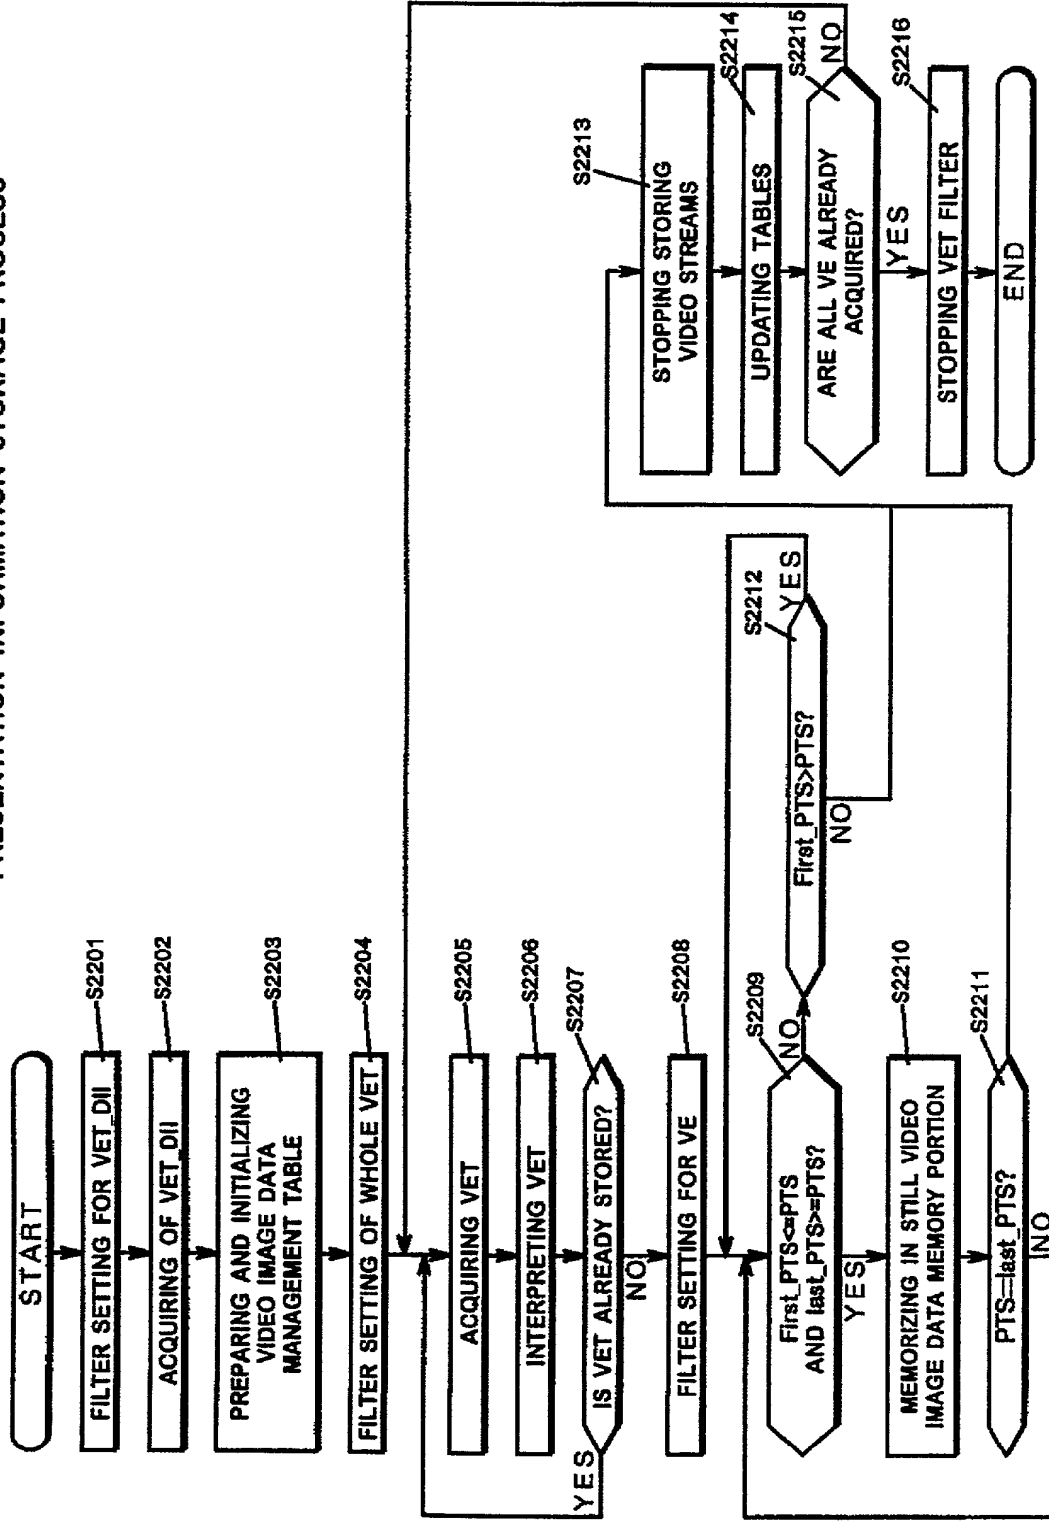 PRESENTATION INFORMATION STORAGE PROCESS
START
FILTER SETTING FOR VET_DII
S2201
ACQUIRING OF VET_DII
S2202
PREPARING AND INITIALIZING
VIDEO IMAGE DATA
MANAGEMENT TABLE
S2203
FILTER SETTING OF WHOLE VET
S2204
ACQUIRING VET
S2205
INTERPRETING VET
S2206
IS VET ALREADY STORED?
S2207
YES
NO
FILTER SETTING FOR VE
S2208
First_PTS<=PTS
AND last_PTS>=PTS?
S2209
NO
YES
MEMORIZING IN STILL VIDEO
IMAGE DATA MEMORY PORTION
S2210
PTS=last_PTS?
S2211
NO
First_PTS>PTS?
S2212
YES
NO
STOPPING STORING
VIDEO STREAMS
S2213
UPDATING TABLES
S2214
ARE ALL VE ALREADY
ACQUIRED?
S2215
NO
YES
STOPPING VET FILTER
S2216
END